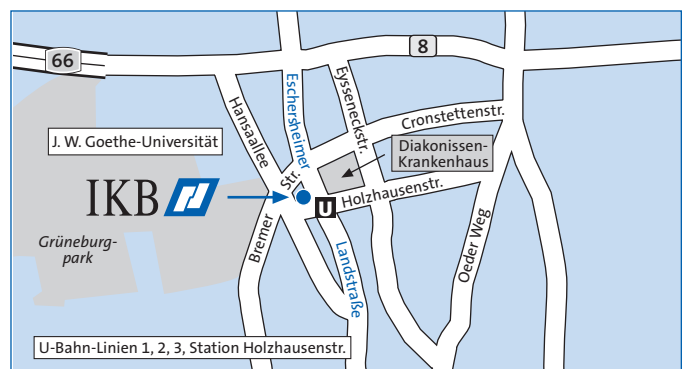 66
8
Eschersheimer
Eysseneckstr.
Hansaallee
Cronstettenstr.
J. W. Goethe-Universität
Diakonissen-
Krankenhaus
Str.
IKB
U
Holzhausenstr.
Grüneburg-
park
Bremer
Landstraße
Oeder Weg
U-Bahn-Linien 1, 2, 3, Station Holzhausenstr.